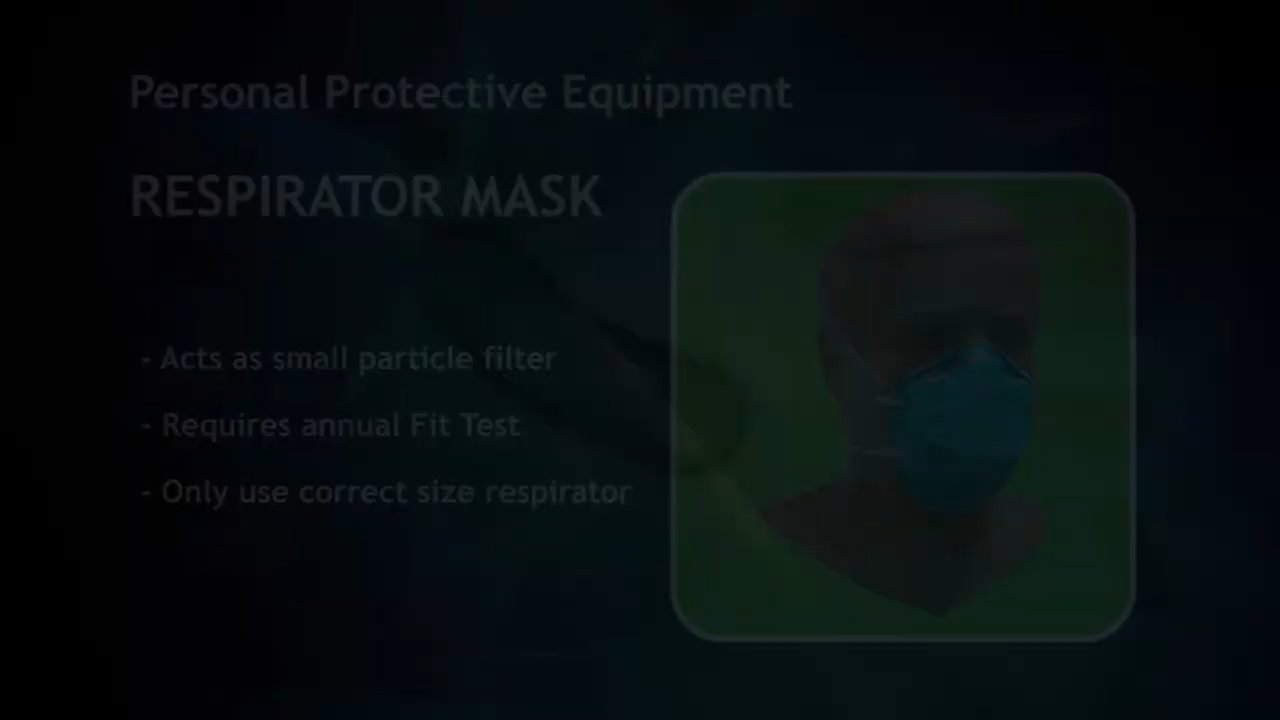 Personal Protective Equipment
RESPIRATOR MASK
- Acts as small particle filter
- Requires annual Fit Test
- Only use correct size respirator